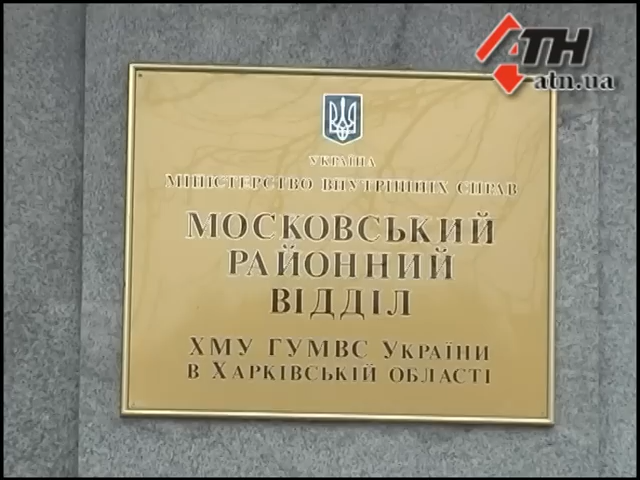 АТН
atn.ua
УКРАЇНА
МІНІСТЕРСТВО ВНУТРІШНІХ СПРАВ
МОСКОВСЬКИЙ
РАЙОННИЙ
ВІДДІЛ
ХМУ ГУМВС УКРАЇНИ
В ХАРКІВСЬКІЙ ОБЛАСТІ